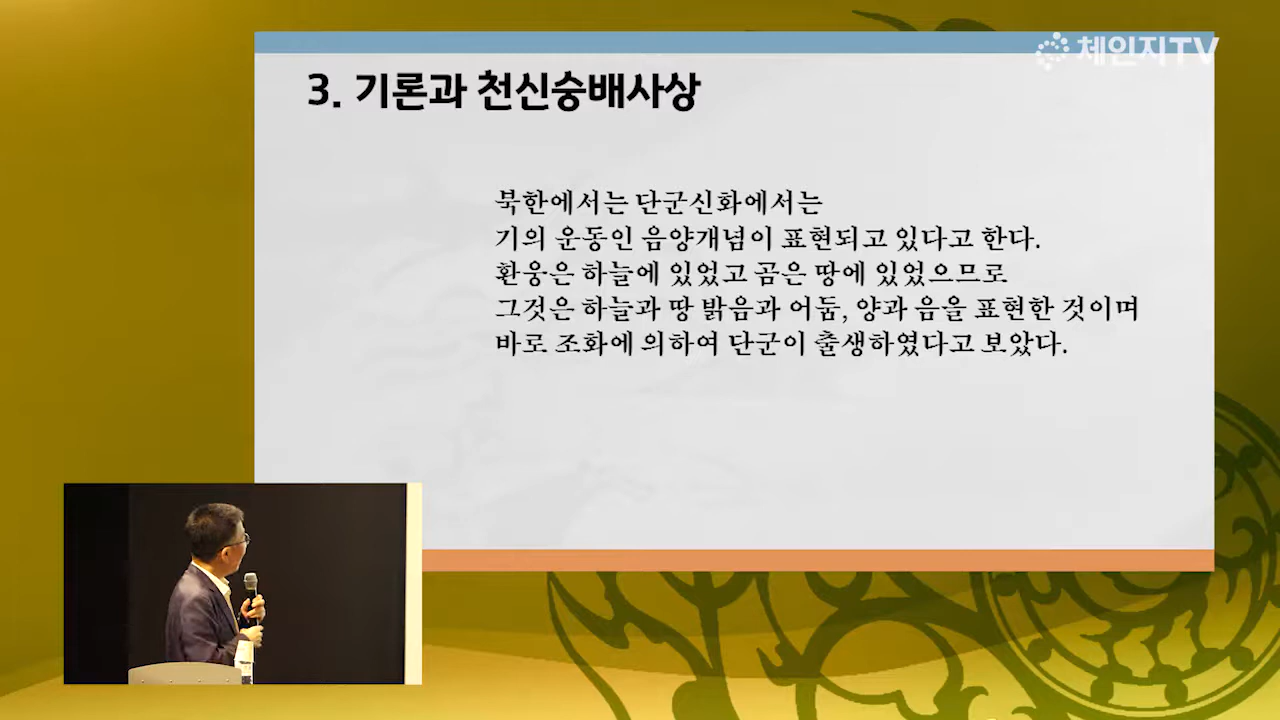 체인지TV
3. 기론과 천신숭배사상
북한에서는 단군신화에서는
기의 운동인 음양개념이 표현되고 있다고 한다.
환웅은 하늘에 있었고 곰은 땅에 있었으므로
그것은 하늘과 땅 밝음과 어둠, 양과 음을 표현한 것이며
바로 조화에 의하여 단군이 출생하였다고 보았다.